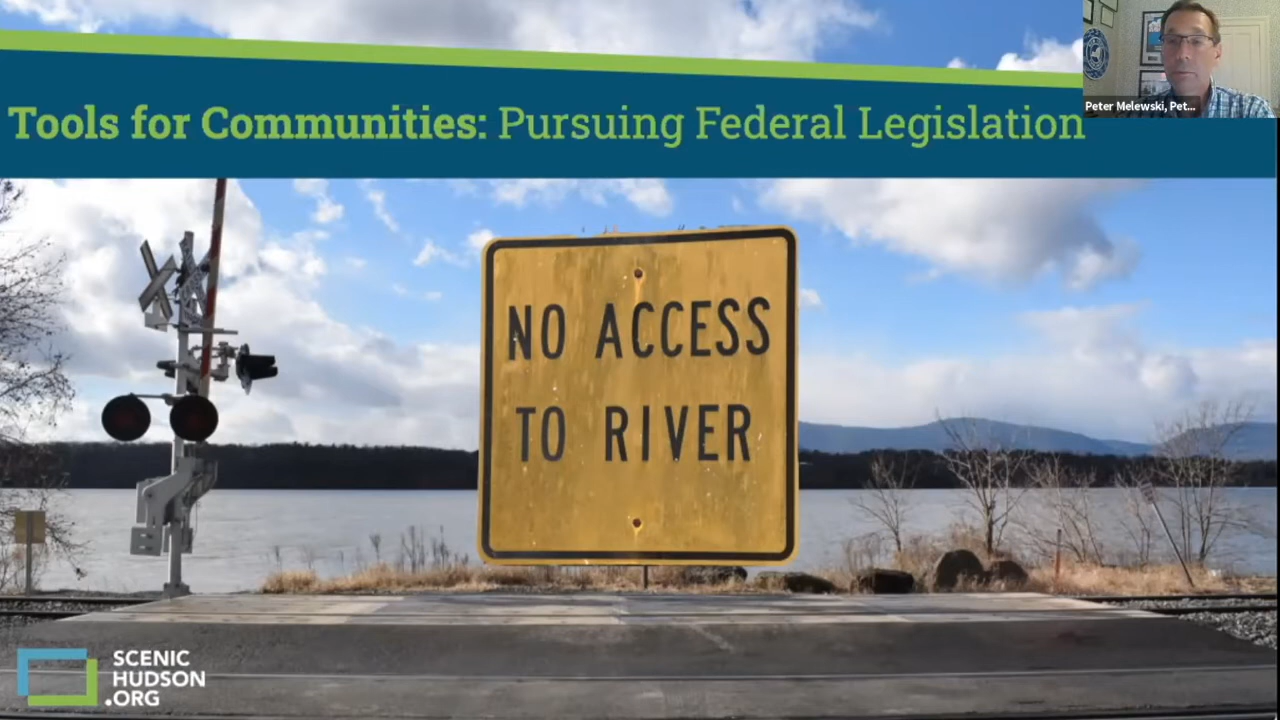 Tools for Communities: Pursuing Federal Legislation
Peter Melewski, Pet...
NO ACCESS
TO RIVER
SCENIC
HUDSON
.ORG